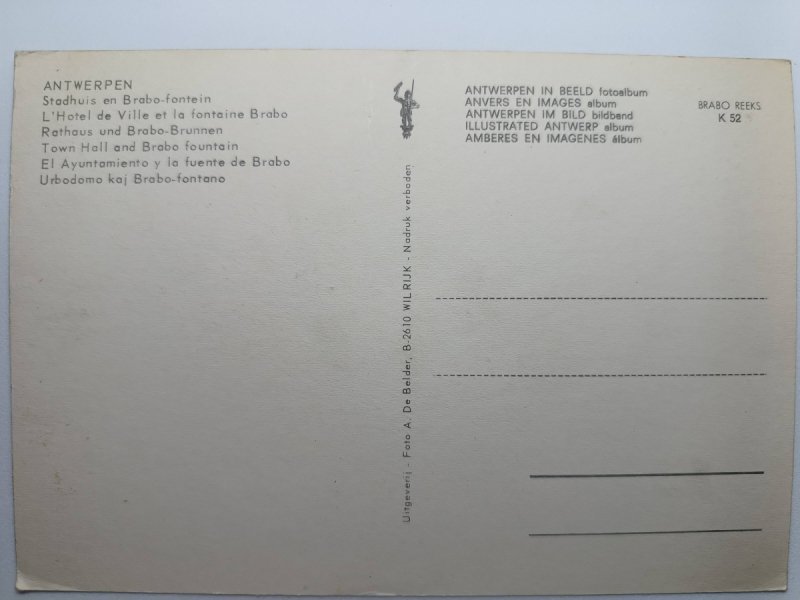 ANTWERPEN
Stadhuis en Brabo-fontein
L'Hotel de Ville et la fontaine Brabo
Rathaus und Brabo-Brunnen
Town Hall and Brabo fountain
El Ayuntamiento y la fuente de Brabo
Urbodomo kaj Brabo-fontano
Uitgeverij - Foto A. De Belder, B-2610 WILRIJK - Nadruk verboden
ANTWERPEN IN BEELD fotoalbum
ANVERS EN IMAGES album
ANTWERPEN IM BILD bildband
ILLUSTRATED ANTWERP album
AMBERES EN IMAGENES álbum
BRABO REEKS
K 52